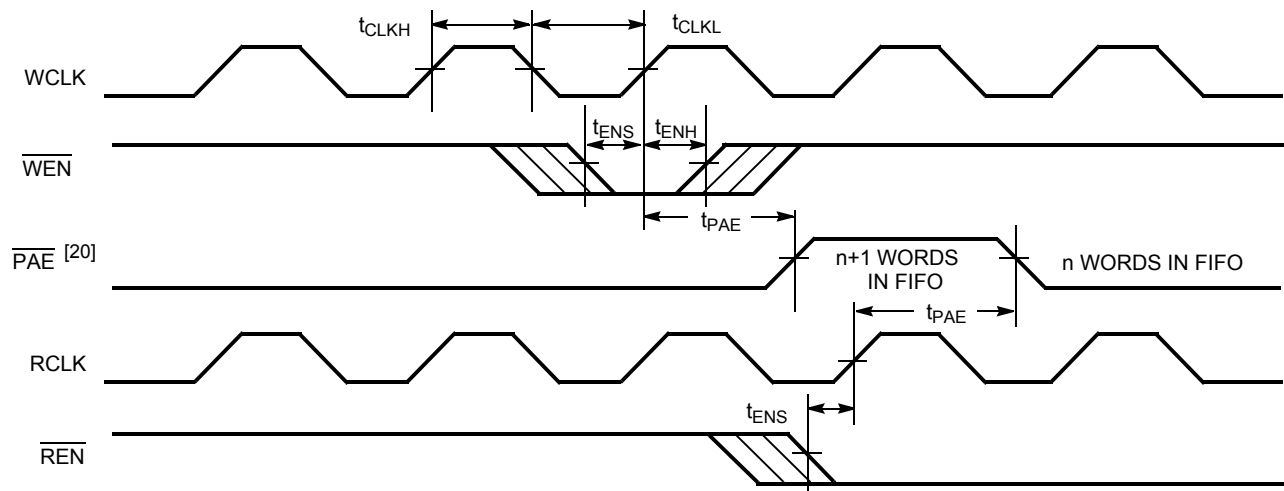 tCLKH
tCLKL
WCLK
tENS
tENH
WEN
tPAE
PAE [20]
n+1 WORDS
IN FIFO
n WORDS IN FIFO
tPAE
RCLK
tENS
REN